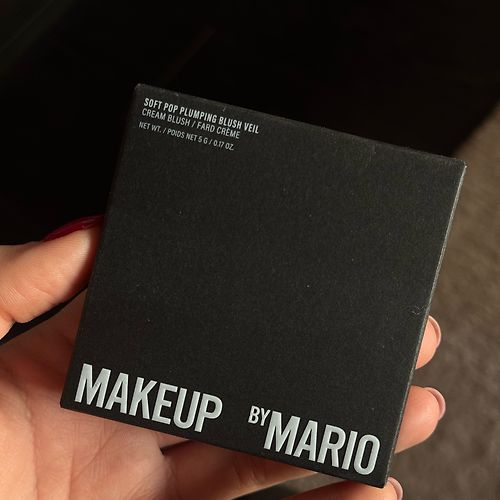 SOFT POP PLUMPING BLUSH VEIL
CREAM BLUSH / FARD CRÈME
NET WT. / POIDS NET 5 G / 0.17 OZ.
MAKEUP BY MARIO